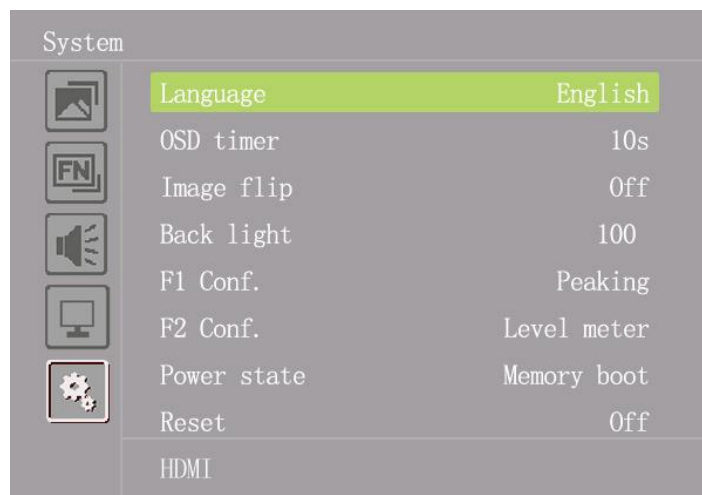 System
Language English
OSD timer 10s
FN
Image flip Off
Back light 100
F1 Conf. Peaking
F2 Conf. Level meter
Power state Memory boot
Reset Off
HDMI